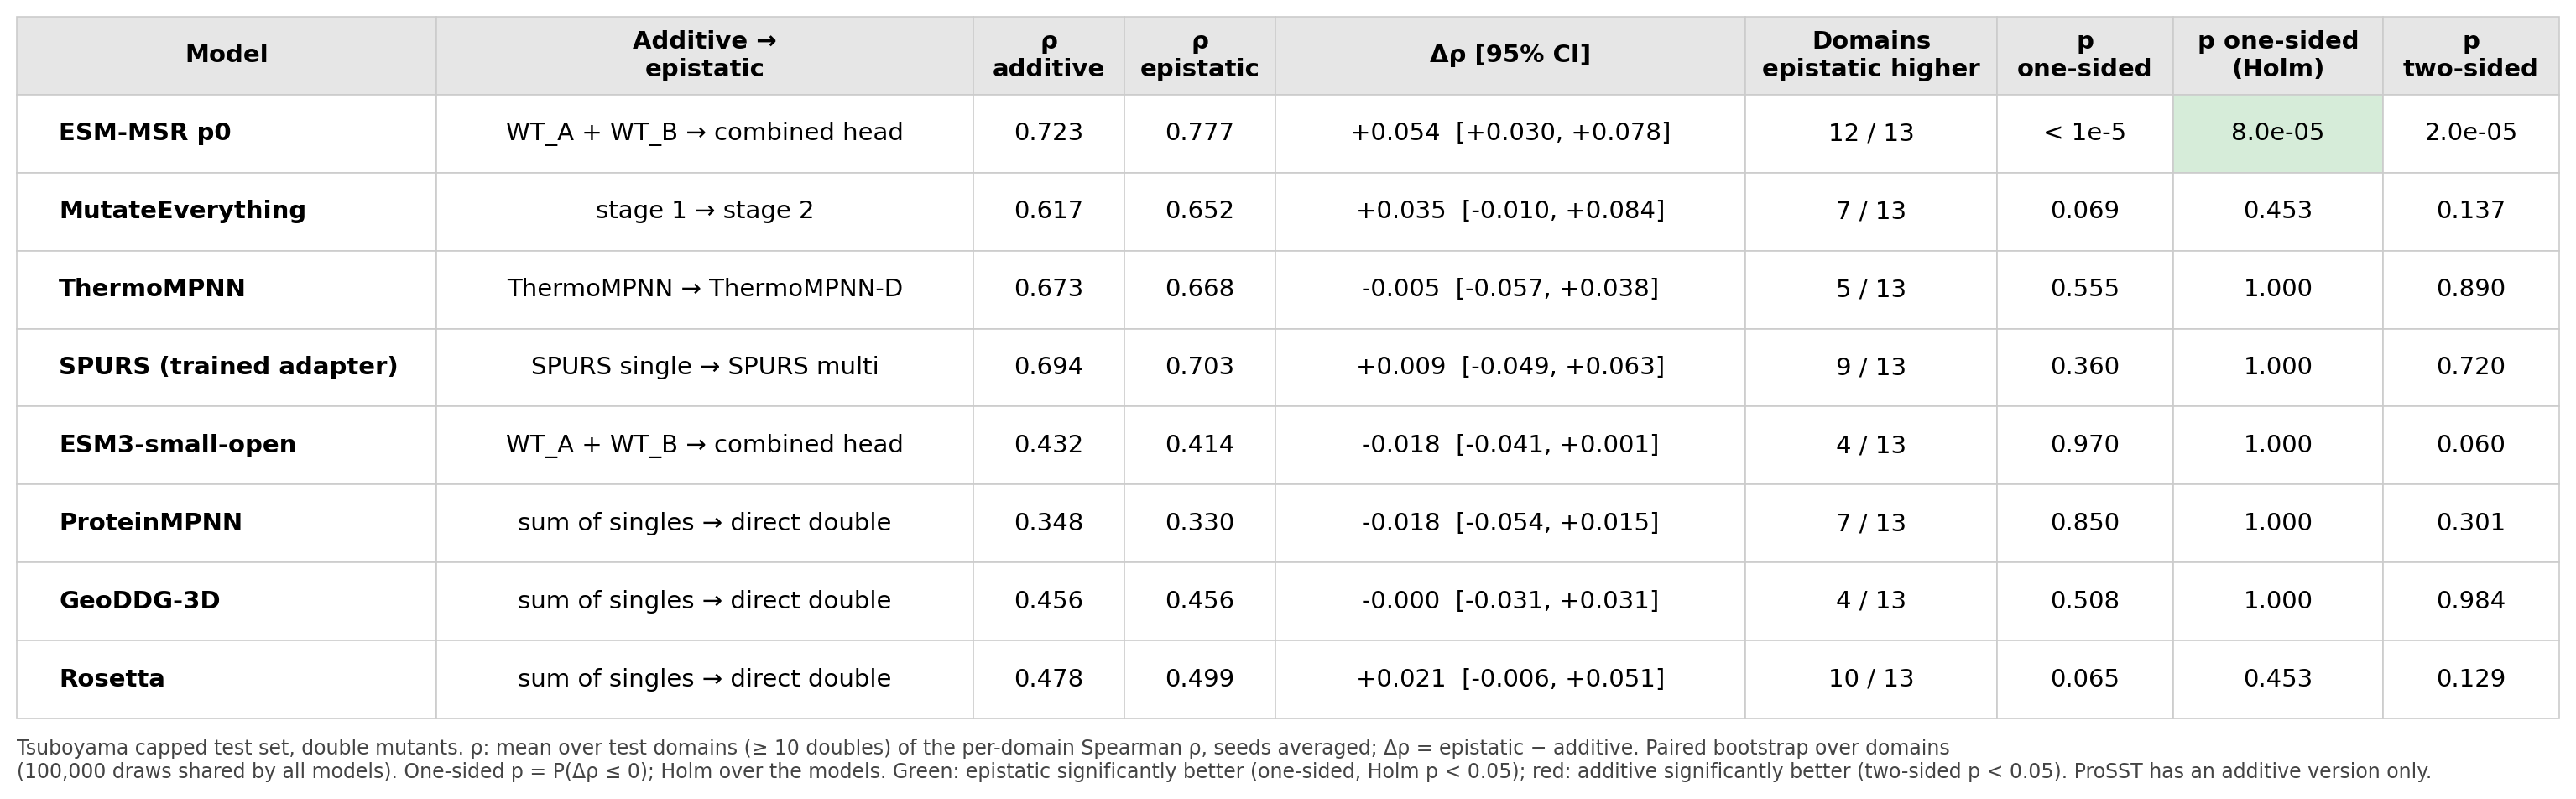 Model | Additive → epistatic | ρ additive | ρ epistatic | Δρ [95% CI] | Domains epistatic higher | p one-sided | p one-sided (Holm) | p two-sided
ESM-MSR p0 | WT_A + WT_B → combined head | 0.723 | 0.777 | +0.054 [+0.030, +0.078] | 12 / 13 | < 1e-5 | 8.0e-05 | 2.0e-05
MutateEverything | stage 1 → stage 2 | 0.617 | 0.652 | +0.035 [-0.010, +0.084] | 7 / 13 | 0.069 | 0.453 | 0.137
ThermoMPNN | ThermoMPNN → ThermoMPNN-D | 0.673 | 0.668 | -0.005 [-0.057, +0.038] | 5 / 13 | 0.555 | 1.000 | 0.890
SPURS (trained adapter) | SPURS single → SPURS multi | 0.694 | 0.703 | +0.009 [-0.049, +0.063] | 9 / 13 | 0.360 | 1.000 | 0.720
ESM3-small-open | WT_A + WT_B → combined head | 0.432 | 0.414 | -0.018 [-0.041, +0.001] | 4 / 13 | 0.970 | 1.000 | 0.060
ProteinMPNN | sum of singles → direct double | 0.348 | 0.330 | -0.018 [-0.054, +0.015] | 7 / 13 | 0.850 | 1.000 | 0.301
GeoDDG-3D | sum of singles → direct double | 0.456 | 0.456 | -0.000 [-0.031, +0.031] | 4 / 13 | 0.508 | 1.000 | 0.984
Rosetta | sum of singles → direct double | 0.478 | 0.499 | +0.021 [-0.006, +0.051] | 10 / 13 | 0.065 | 0.453 | 0.129
Tsuboyama capped test set, double mutants. ρ: mean over test domains (≥ 10 doubles) of the per-domain Spearman ρ, seeds averaged; Δρ = epistatic − additive. Paired bootstrap over domains
(100,000 draws shared by all models). One-sided p = P(Δρ ≤ 0); Holm over the models. Green: epistatic significantly better (one-sided, Holm p < 0.05); red: additive significantly better (two-sided p < 0.05). ProSST has an additive version only.